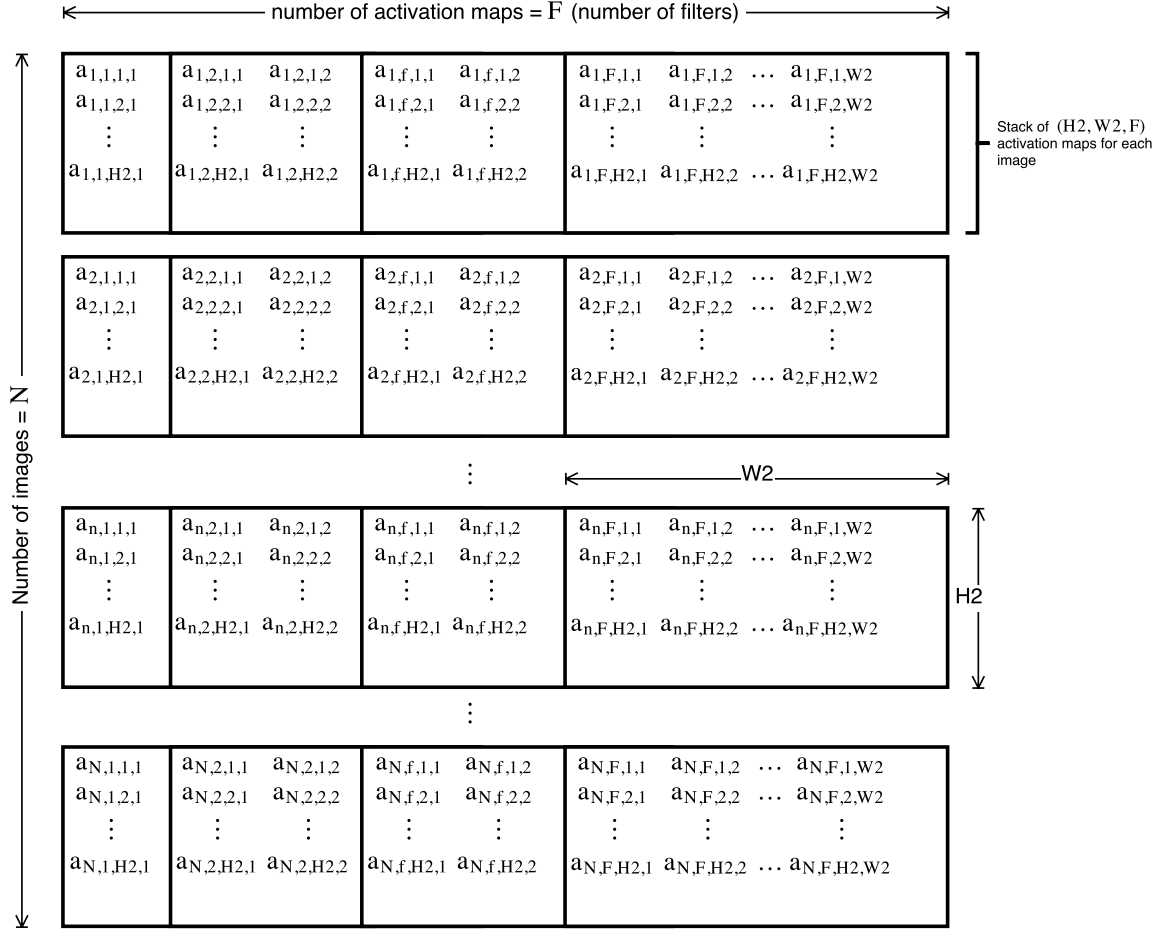 number of activation maps = F (number of filters)
a1,1,1,1 a1,2,1,1 a1,2,1,2 a1,f,1,1 a1,f,1,2 a1,F,1,1 a1,F,1,2 … a1,F,1,W2
a1,1,2,1 a1,2,2,1 a1,2,2,2 a1,f,2,1 a1,f,2,2 a1,F,2,1 a1,F,2,2 … a1,F,2,W2
⋮ ⋮ ⋮ ⋮ ⋮ ⋮ ⋮ ⋮
a1,1,H2,1 a1,2,H2,1 a1,2,H2,2 a1,f,H2,1 a1,f,H2,2 a1,F,H2,1 a1,F,H2,2 … a1,F,H2,W2
Stack of (H2, W2, F)
activation maps for each
image
a2,1,1,1 a2,2,1,1 a2,2,1,2 a2,f,1,1 a2,f,1,2 a2,F,1,1 a2,F,1,2 … a2,F,1,W2
a2,1,2,1 a2,2,2,1 a2,2,2,2 a2,f,2,1 a2,f,2,2 a2,F,2,1 a2,F,2,2 … a2,F,2,W2
⋮ ⋮ ⋮ ⋮ ⋮ ⋮ ⋮ ⋮
a2,1,H2,1 a2,2,H2,1 a2,2,H2,2 a2,f,H2,1 a2,f,H2,2 a2,F,H2,1 a2,F,H2,2 … a2,F,H2,W2
Number of images = N
⋮
W2
an,1,1,1 an,2,1,1 an,2,1,2 an,f,1,1 an,f,1,2 an,F,1,1 an,F,1,2 … an,F,1,W2
an,1,2,1 an,2,2,1 an,2,2,2 an,f,2,1 an,f,2,2 an,F,2,1 an,F,2,2 … an,F,2,W2
⋮ ⋮ ⋮ ⋮ ⋮ ⋮ ⋮ ⋮
an,1,H2,1 an,2,H2,1 an,2,H2,2 an,f,H2,1 an,f,H2,2 an,F,H2,1 an,F,H2,2 … an,F,H2,W2
H2
⋮
aN,1,1,1 aN,2,1,1 aN,2,1,2 aN,f,1,1 aN,f,1,2 aN,F,1,1 aN,F,1,2 … aN,F,1,W2
aN,1,2,1 aN,2,2,1 aN,2,2,2 aN,f,2,1 aN,f,2,2 aN,F,2,1 aN,F,2,2 … aN,F,2,W2
⋮ ⋮ ⋮ ⋮ ⋮ ⋮ ⋮ ⋮
aN,1,H2,1 aN,2,H2,1 aN,2,H2,2 aN,f,H2,1 aN,f,H2,2 aN,F,H2,1 aN,F,H2,2 … aN,F,H2,W2